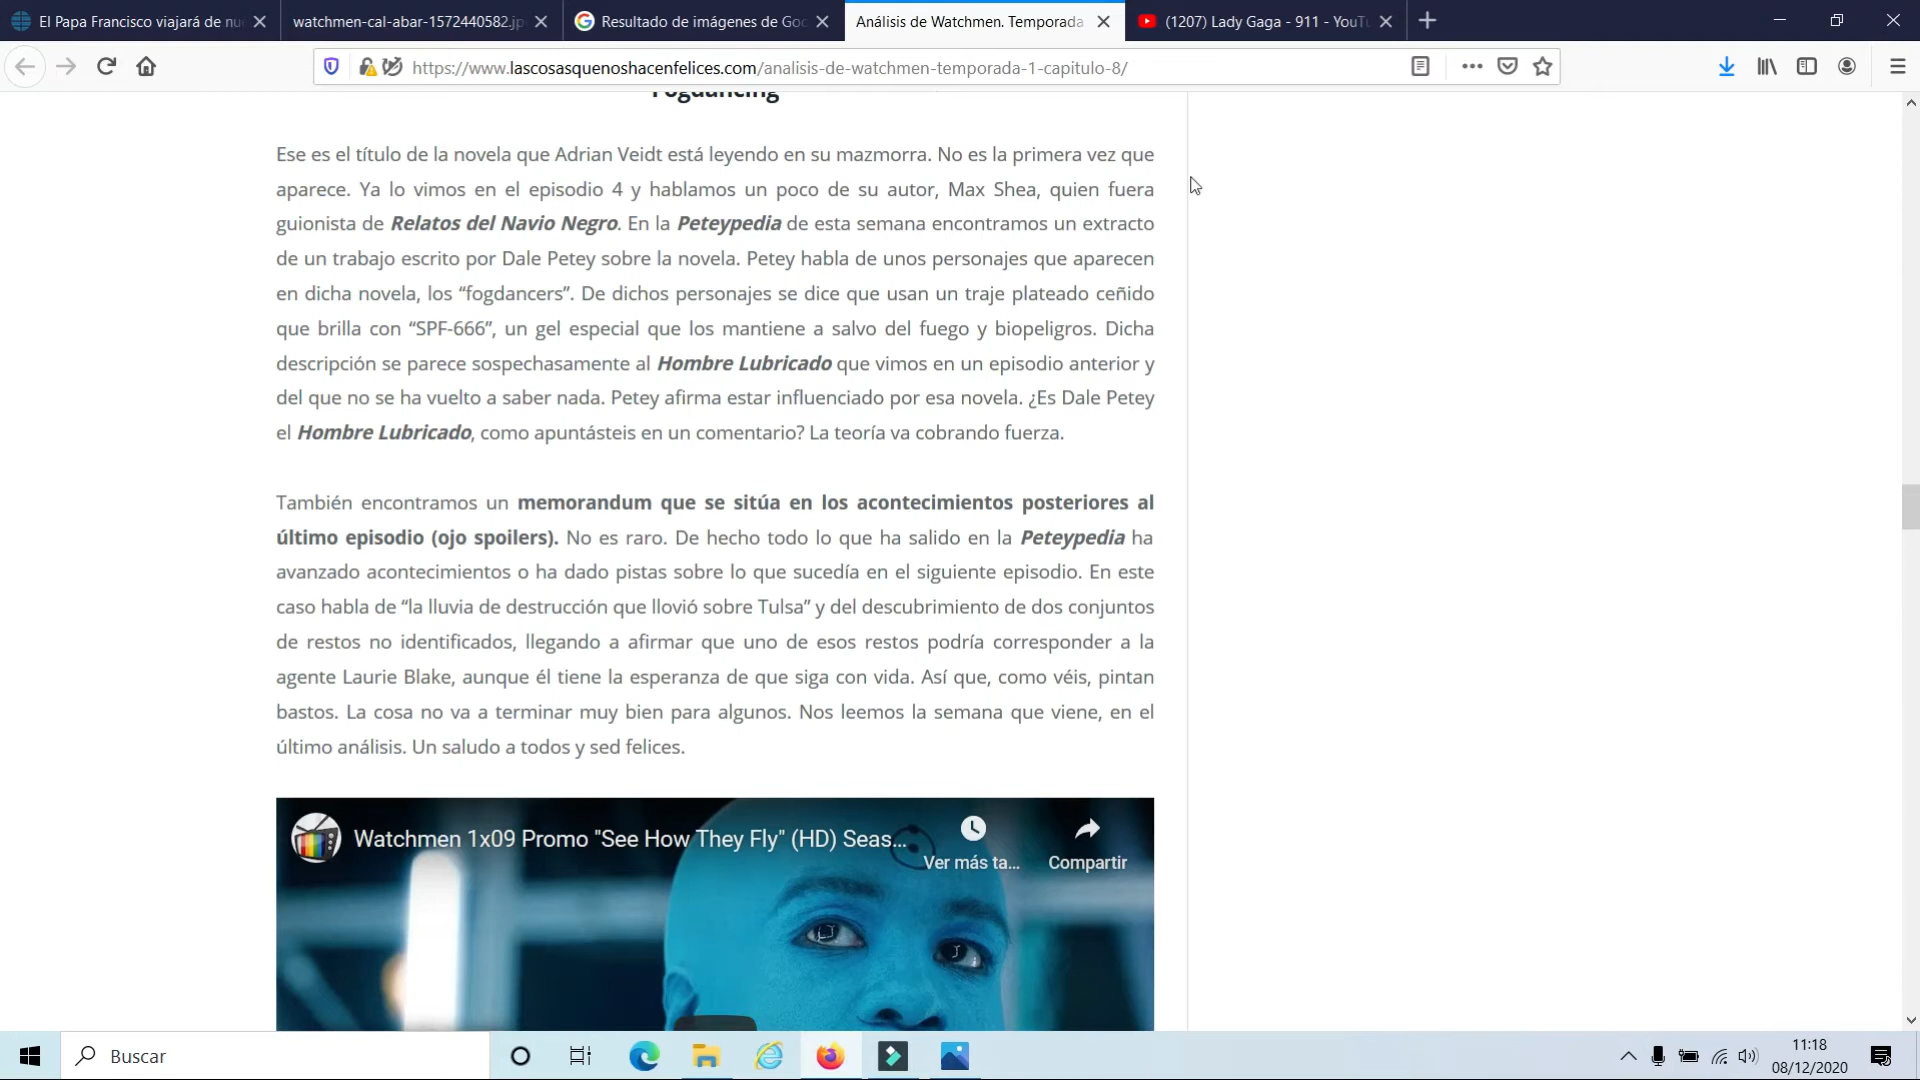 El Papa Francisco viajará de nu
watchmen-cal-abar-1572440582.jp
Resultado de imágenes de Goo
Análisis de Watchmen. Temporada
(1207) Lady Gaga - 911 - YouTu
https://www.lascosasquenoshacenfelices.com/analisis-de-watchmen-temporada-1-capitulo-8/
Fogdancing
Ese es el título de la novela que Adrian Veidt está leyendo en su mazmorra. No es la primera vez que
aparece. Ya lo vimos en el episodio 4 y hablamos un poco de su autor, Max Shea, quien fuera
guionista de Relatos del Navio Negro. En la Peteypedia de esta semana encontramos un extracto
de un trabajo escrito por Dale Petey sobre la novela. Petey habla de unos personajes que aparecen
en dicha novela, los “fogdancers”. De dichos personajes se dice que usan un traje plateado ceñido
que brilla con “SPF-666”, un gel especial que los mantiene a salvo del fuego y biopeligros. Dicha
descripción se parece sospechasamente al Hombre Lubricado que vimos en un episodio anterior y
del que no se ha vuelto a saber nada. Petey afirma estar influenciado por esa novela. ¿Es Dale Petey
el Hombre Lubricado, como apuntásteis en un comentario? La teoría va cobrando fuerza.
También encontramos un memorandum que se sitúa en los acontecimientos posteriores al
último episodio (ojo spoilers). No es raro. De hecho todo lo que ha salido en la Peteypedia ha
avanzado acontecimientos o ha dado pistas sobre lo que sucedía en el siguiente episodio. En este
caso habla de “la lluvia de destrucción que llovió sobre Tulsa” y del descubrimiento de dos conjuntos
de restos no identificados, llegando a afirmar que uno de esos restos podría corresponder a la
agente Laurie Blake, aunque él tiene la esperanza de que siga con vida. Así que, como véis, pintan
bastos. La cosa no va a terminar muy bien para algunos. Nos leemos la semana que viene, en el
último análisis. Un saludo a todos y sed felices.
Watchmen 1x09 Promo "See How They Fly" (HD) Seas...
Ver más ta...
Compartir
Buscar
11:18
08/12/2020